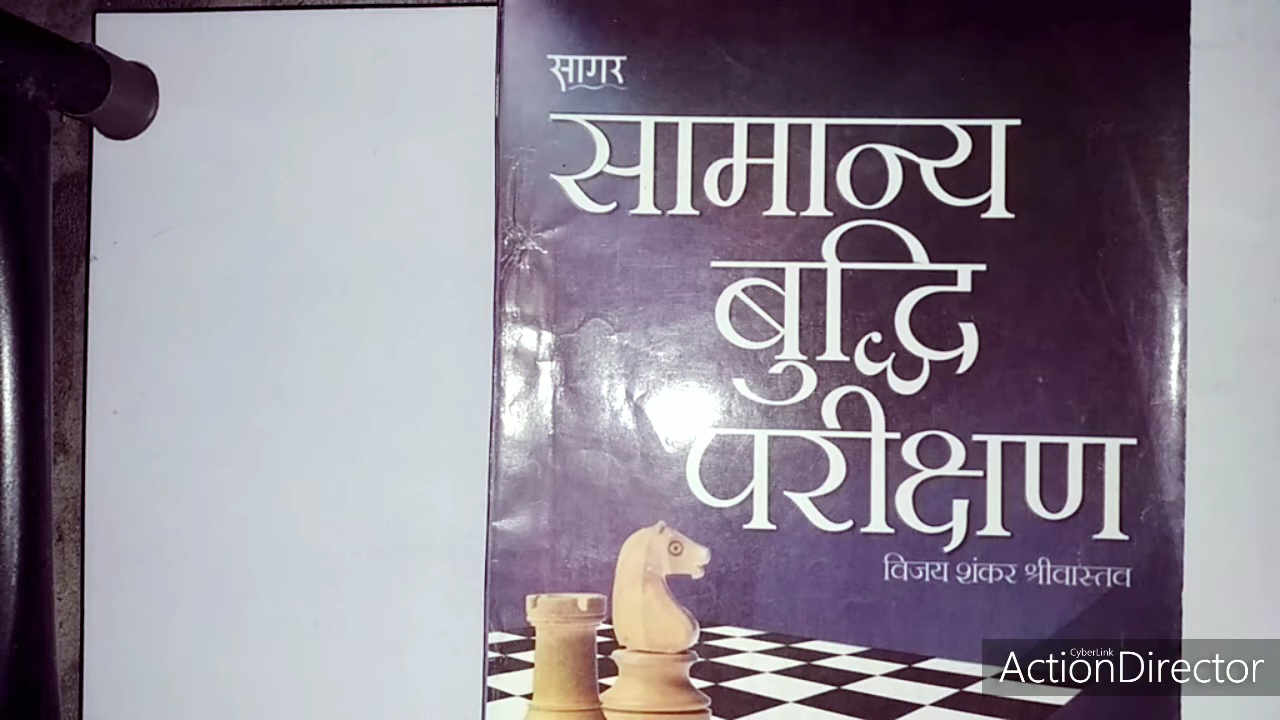 सागर
सामान्य
बुद्धि
परीक्षण
विजय शंकर श्रीवास्तव
CyberLink
ActionDirector